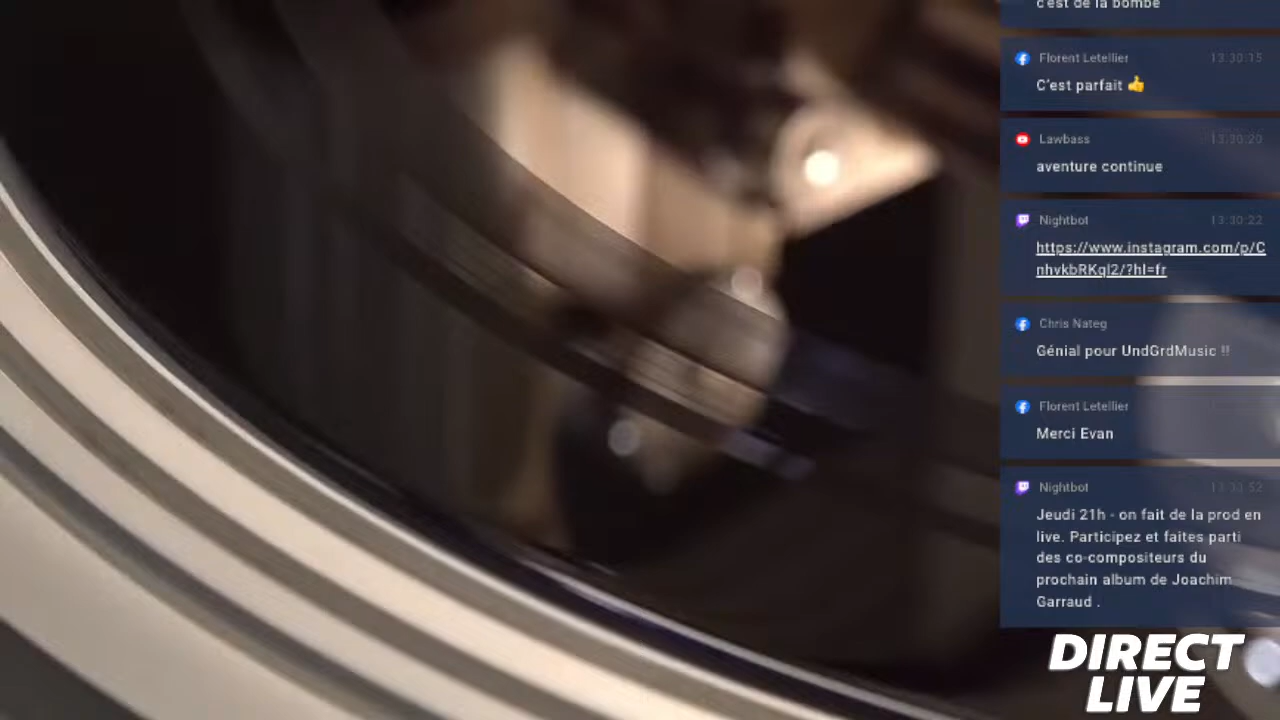 c'est de la bombe
Florent Letellier 13:30:15
C'est parfait 👍
Lawbass 13:30:20
aventure continue
Nightbot 13:30:22
https://www.instagram.com/p/C
nhvkbRKql2/?hl=fr
Chris Nateg
Génial pour UndGrdMusic !!
Florent Letellier
Merci Evan
Nightbot
Jeudi 21h - on fait de la prod en
live. Participez et faites parti
des co-compositeurs du
prochain album de Joachim
Garraud .
DIRECT
LIVE